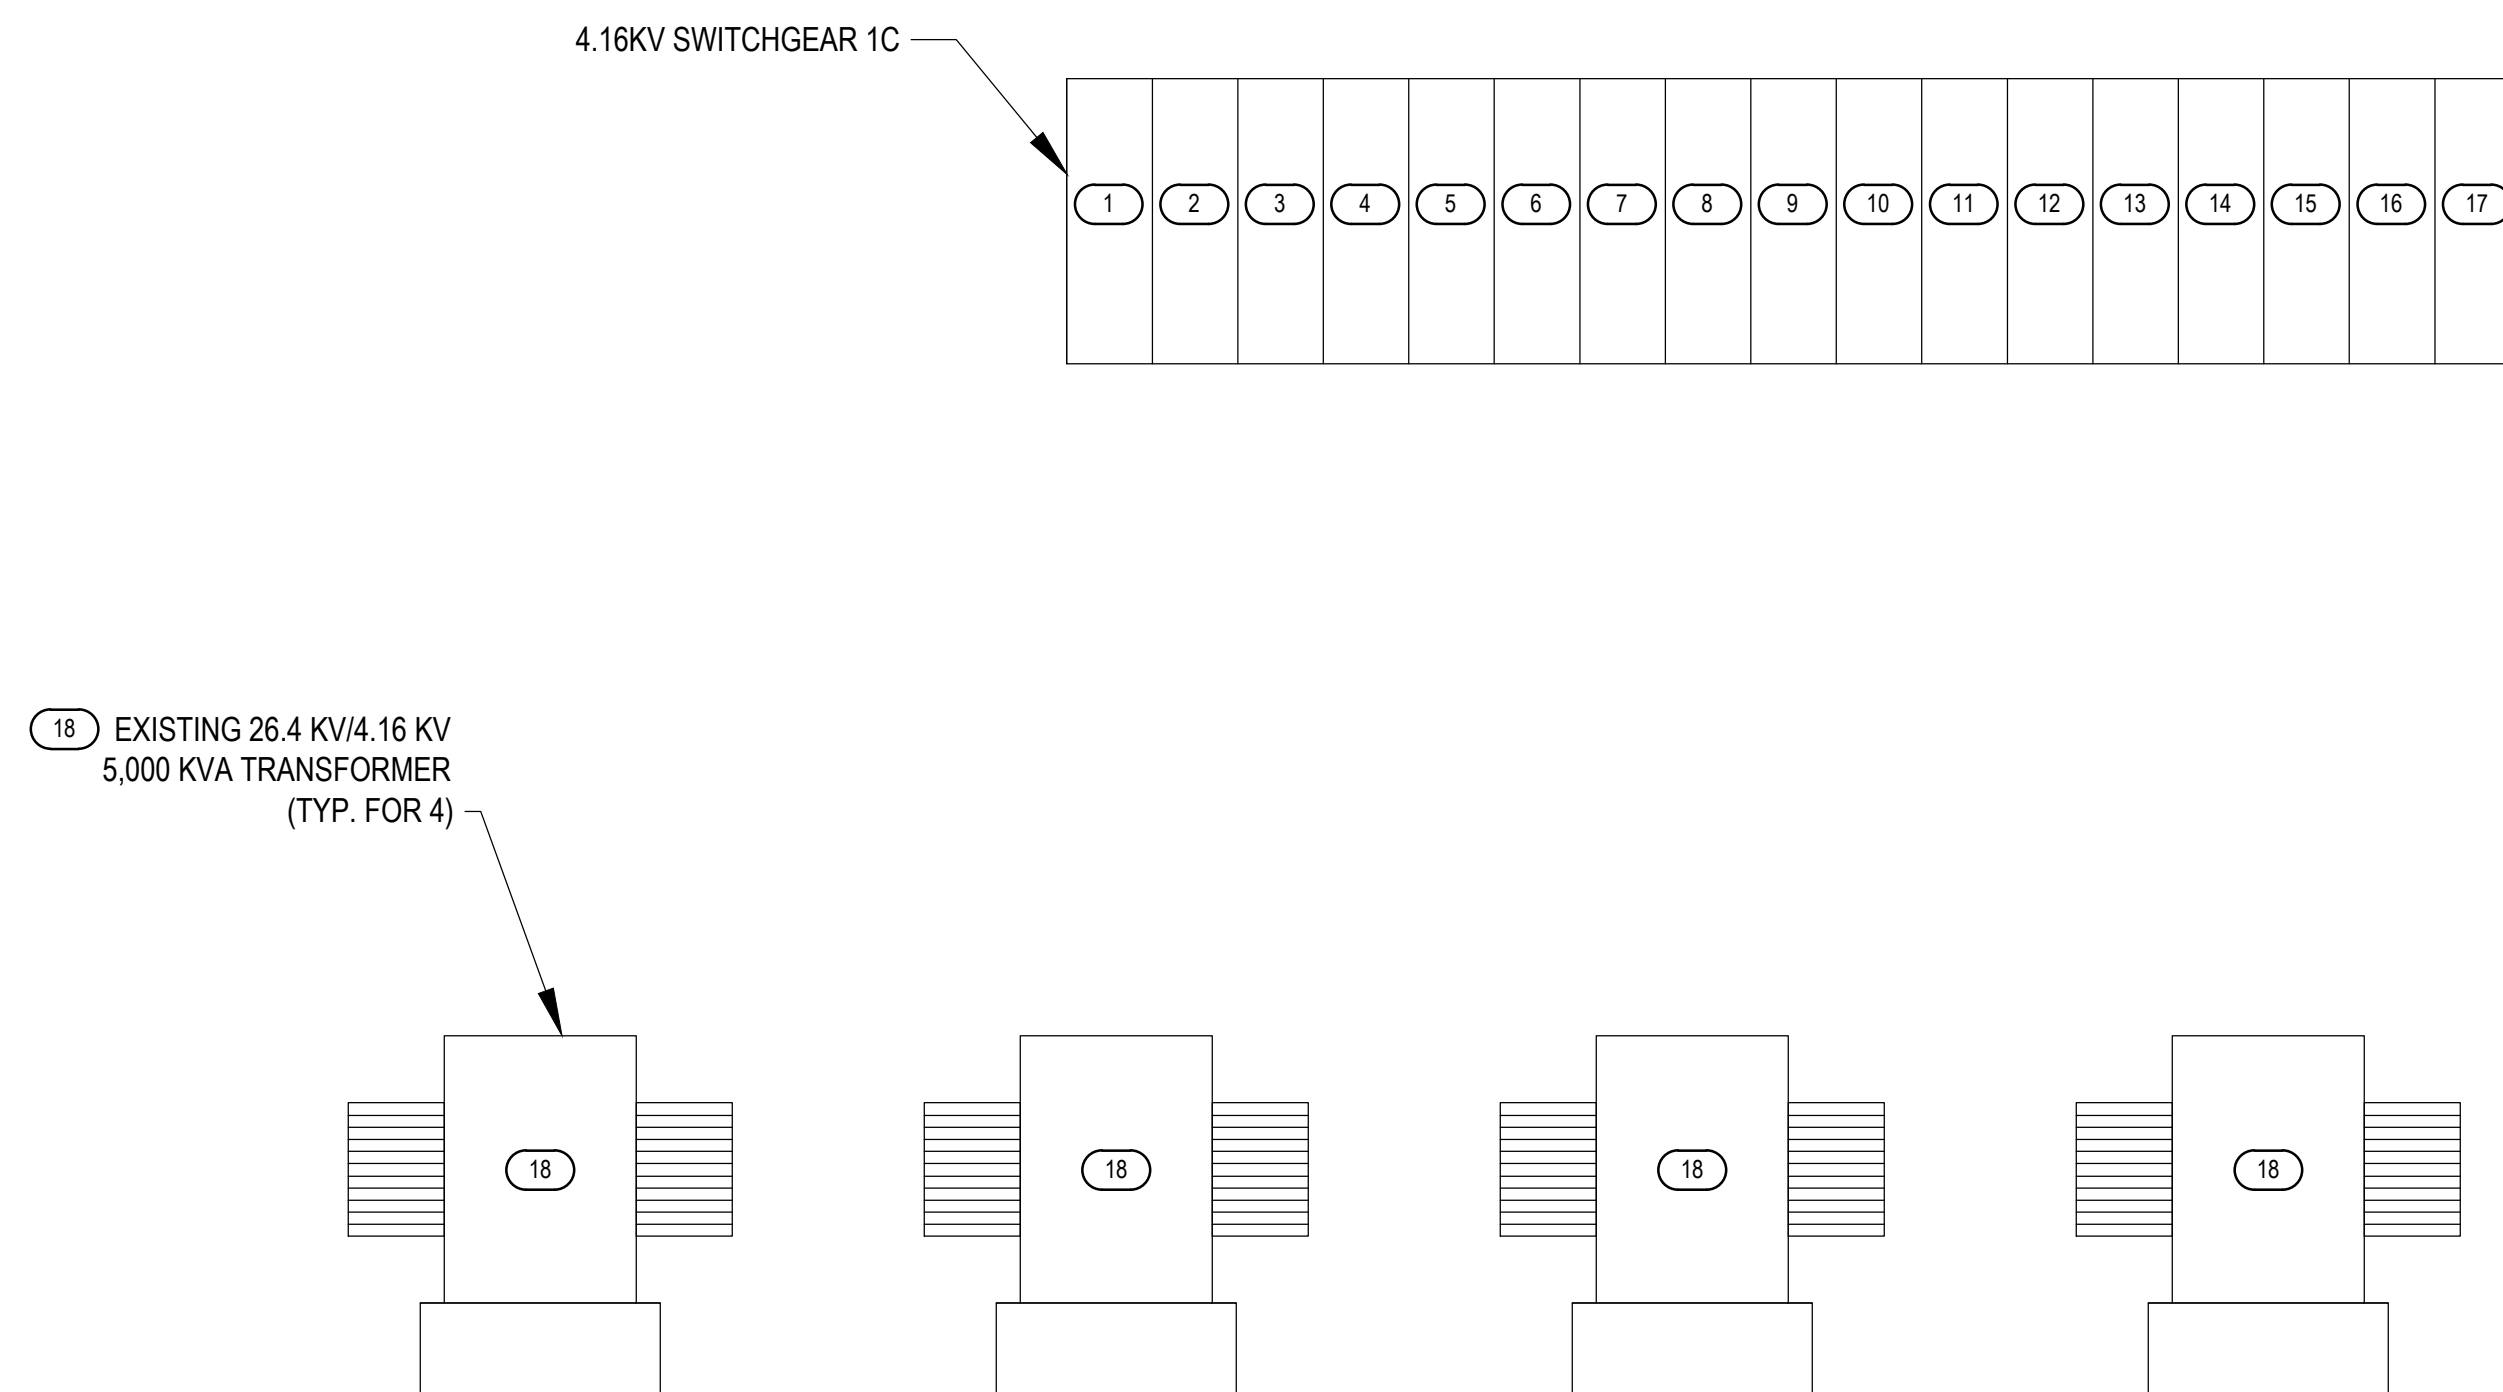 4.16KV SWITCHGEAR 1C
1 2 3 4 5 6 7 8 9 10 11 12 13 14 15 16 17
18 EXISTING 26.4 KV/4.16 KV
5,000 KVA TRANSFORMER
(TYP. FOR 4)
18 18 18 18